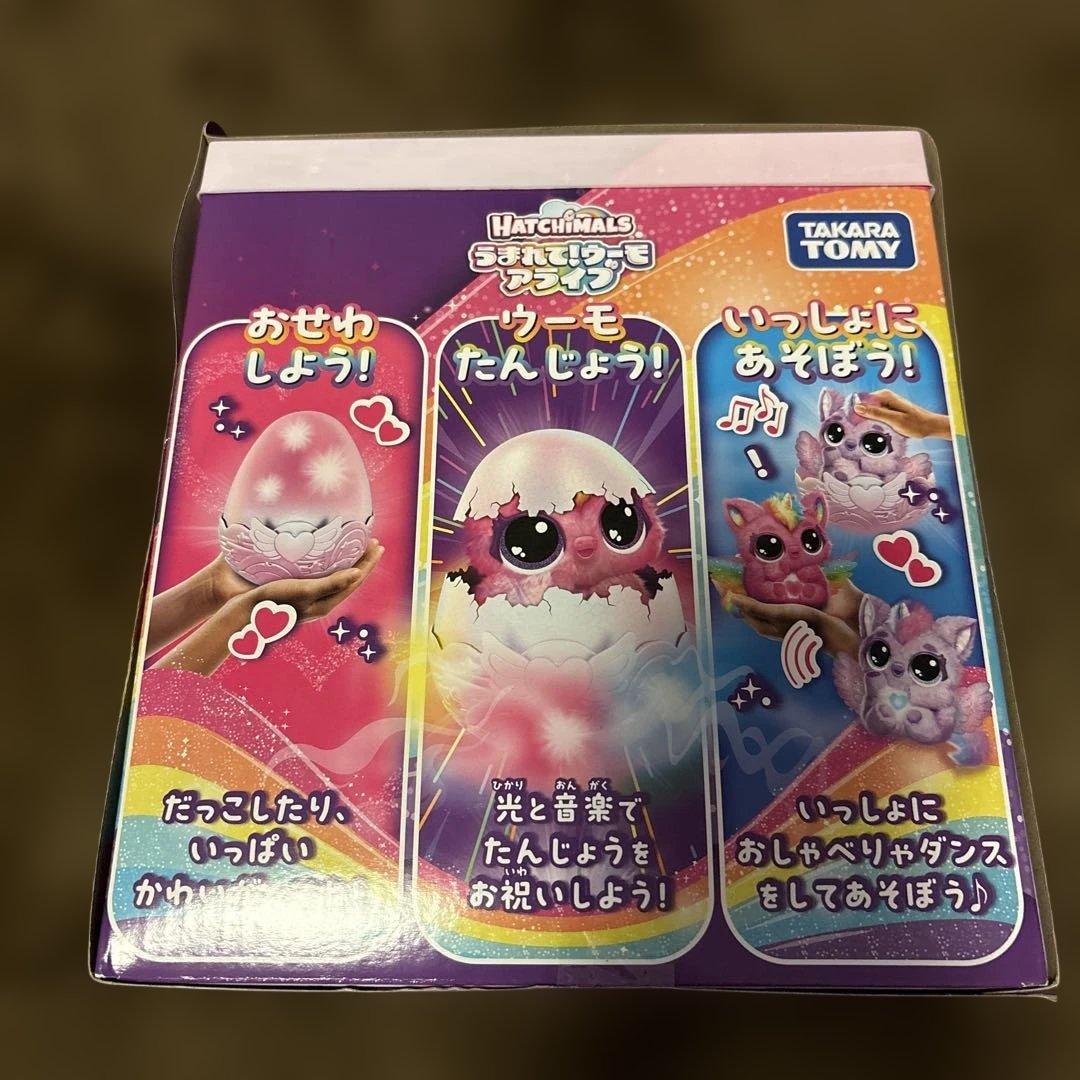 HATCHiMALS
うまれて!ウーモ
アライブ
TAKARA
TOMY
おせわ
しよう!
ウーモ
たんじょう!
いっしょに
あそぼう!
!
だっこしたり、
いっぱい
かわい
ひかり おん がく
光と音楽で
たんじょうを
いわ
お祝いしよう!
いっしょに
おしゃべりやダンス
をしてあそぼう♪